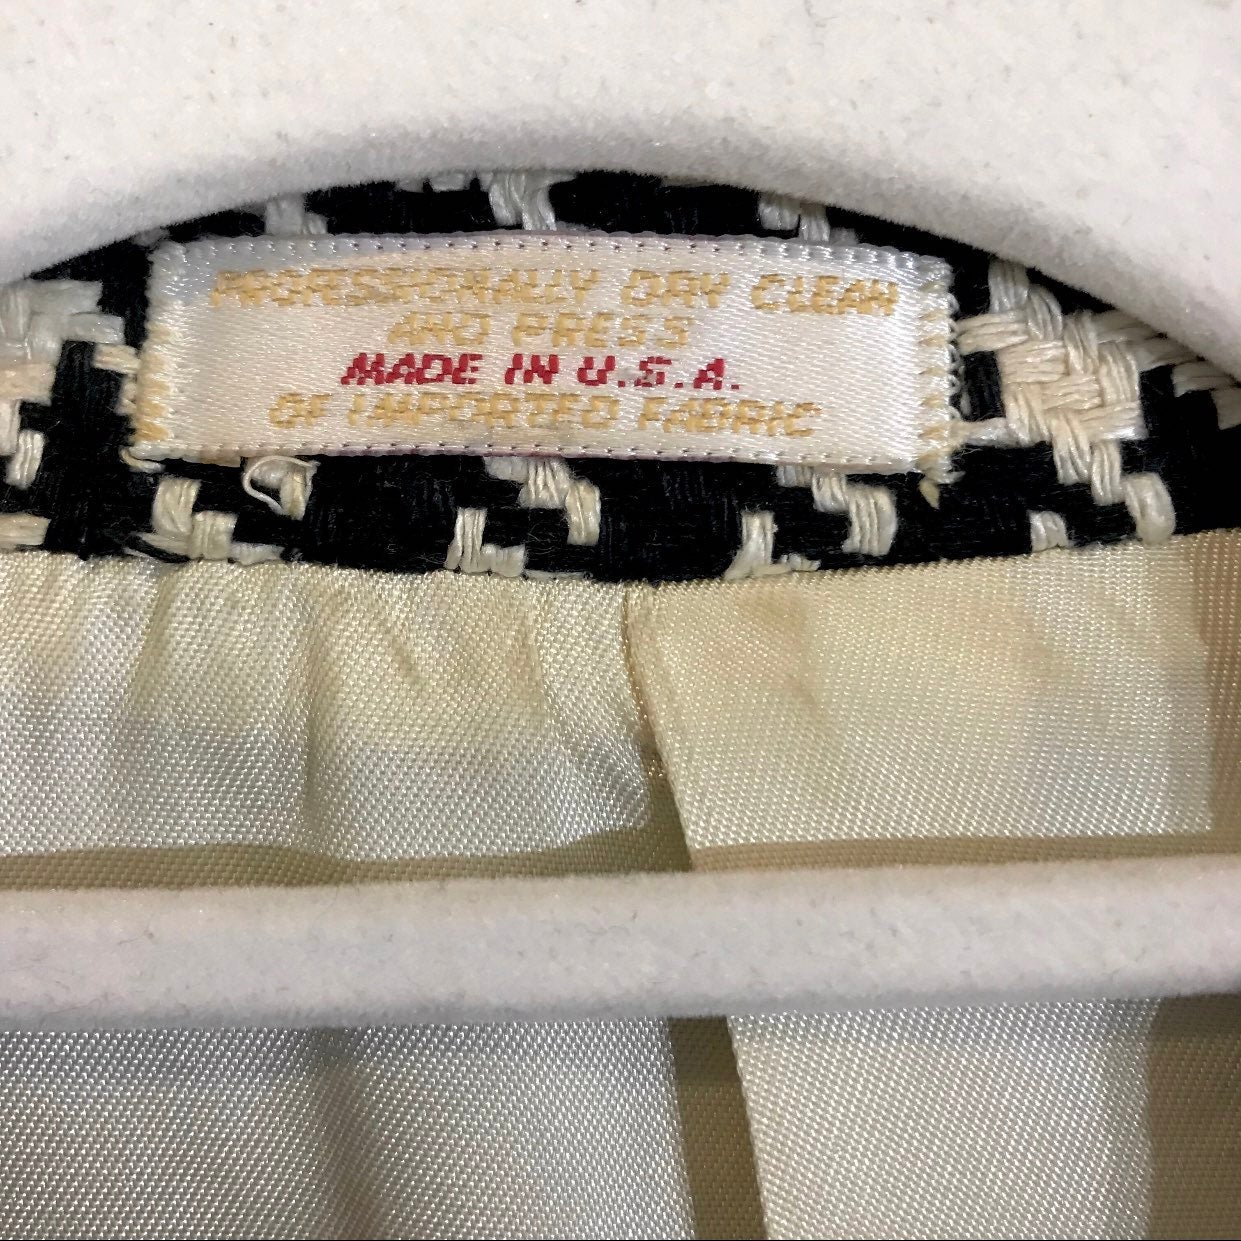 PROFESSIONALLY DRY CLEAN
AND PRESS
MADE IN U.S.A.
OF IMPORTED FABRIC